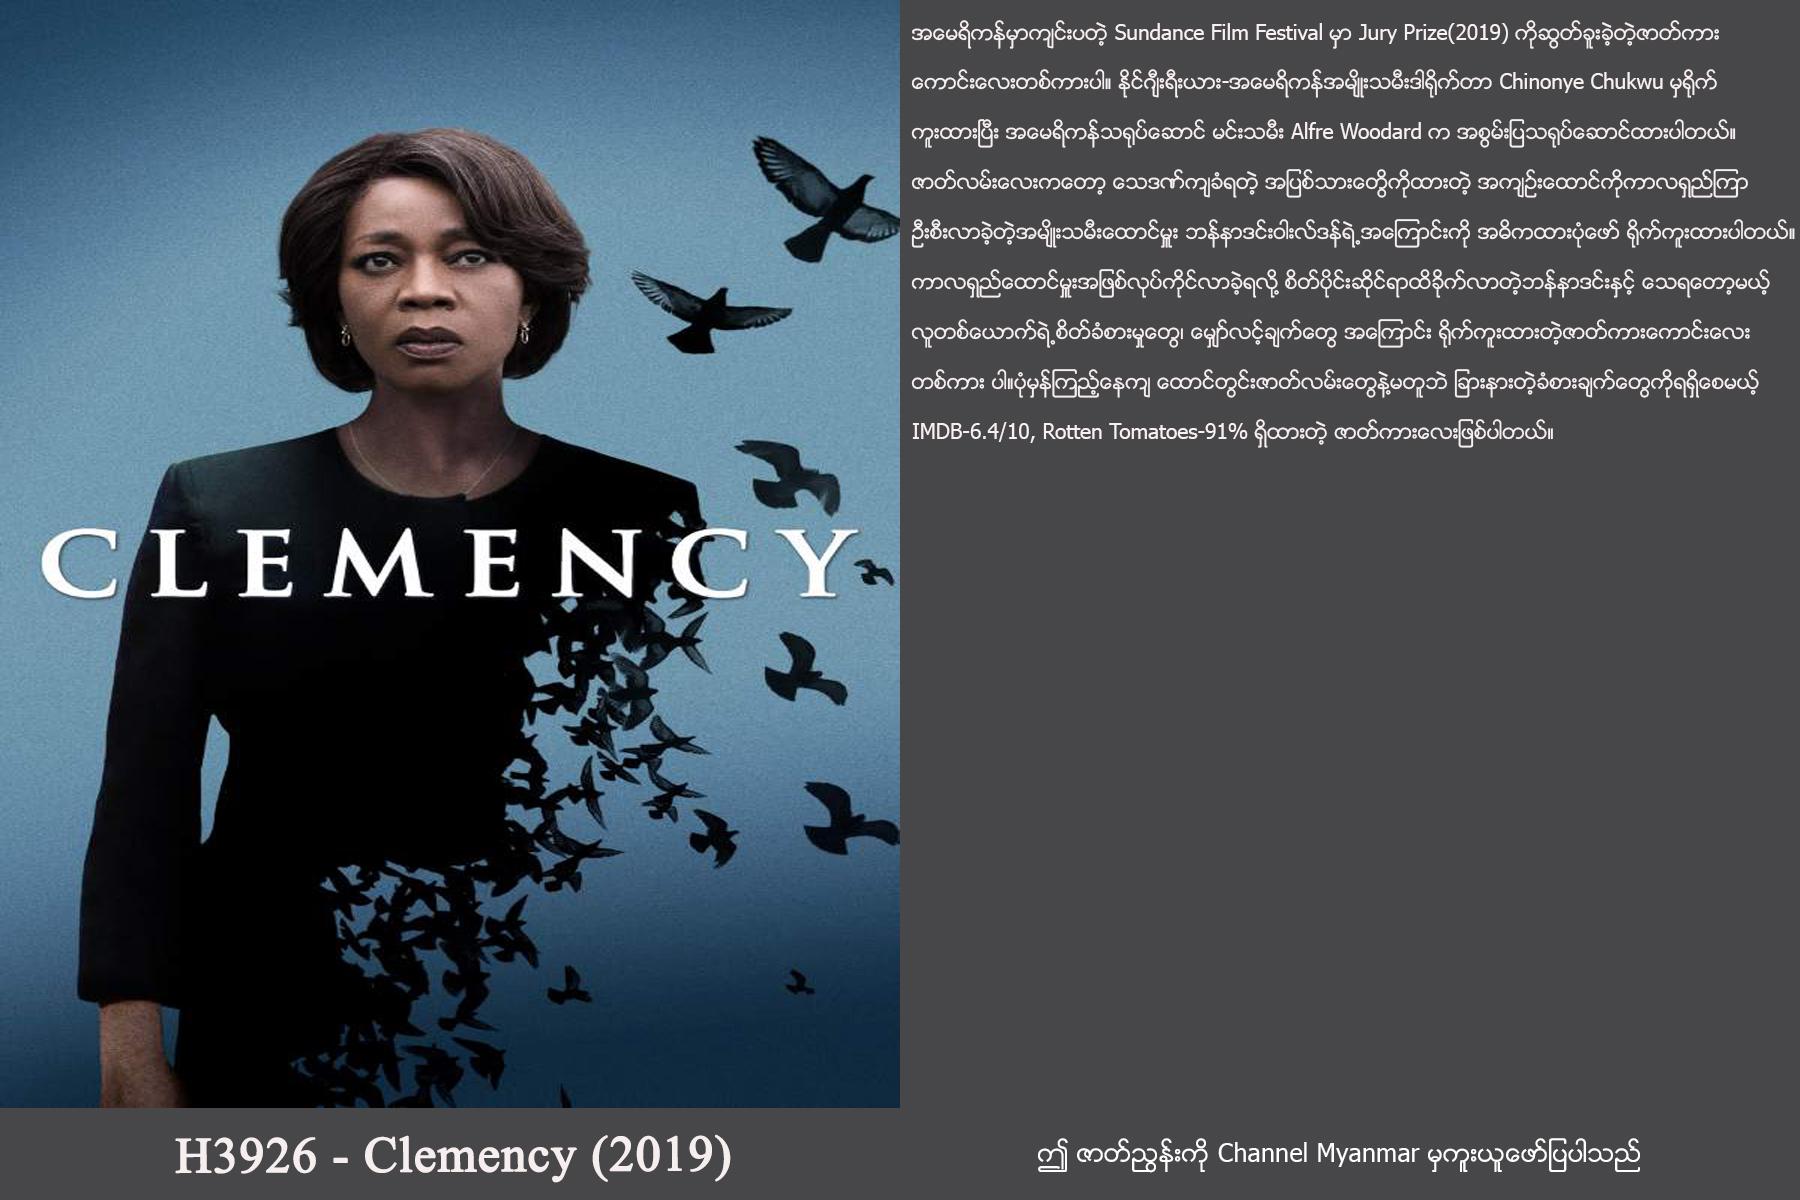 CLEMENCY
H3926 - Clemency (2019)
အမေရိကန်မှာကျင်းပတဲ့ Sundance Film Festival မှာ Jury Prize(2019) ကိုဆွတ်ခူးခဲ့တဲ့ဇာတ်ကား
ကောင်းလေးတစ်ကားပါ။ နိုင်ဂျီးရီးယား-အမေရိကန်အမျိုးသမီးဒါရိုက်တာ Chinonye Chukwu မှရိုက်
ကူးထားပြီး အမေရိကန်သရုပ်ဆောင် မင်းသမီး Alfre Woodard က အစွမ်းပြသရုပ်ဆောင်ထားပါတယ်။
ဇာတ်လမ်းလေးကတော့ သေဒဏ်ကျခံရတဲ့ အပြစ်သားတွေကိုထားတဲ့ အကျဉ်းထောင်ကိုကာလရှည်ကြာ
ဦးစီးလာခဲ့တဲ့အမျိုးသမီးထောင်မှူး ဘန်နာဒင်းဝါးလ်ဒန်ရဲ့အကြောင်းကို အဓိကထားပုံဖော် ရိုက်ကူးထားပါတယ်။
ကာလရှည်ထောင်မှူးအဖြစ်လုပ်ကိုင်လာခဲ့ရလို့ စိတ်ပိုင်းဆိုင်ရာထိခိုက်လာတဲ့ဘန်နာဒင်းနှင့် သေရတော့မယ့်
လူတစ်ယောက်ရဲ့စိတ်ခံစားမှုတွေ၊ မျှော်လင့်ချက်တွေ အကြောင်း ရိုက်ကူးထားတဲ့ဇာတ်ကားကောင်းလေး
တစ်ကား ပါ။ပုံမှန်ကြည့်နေကျ ထောင်တွင်းဇာတ်လမ်းတွေနဲ့မတူဘဲ ခြားနားတဲ့ခံစားချက်တွေကိုရရှိစေမယ့်
IMDB-6.4/10, Rotten Tomatoes-91% ရှိထားတဲ့ ဇာတ်ကားလေးဖြစ်ပါတယ်။
ဤ ဇာတ်ညွှန်းကို Channel Myanmar မှကူးယူဖော်ပြပါသည်